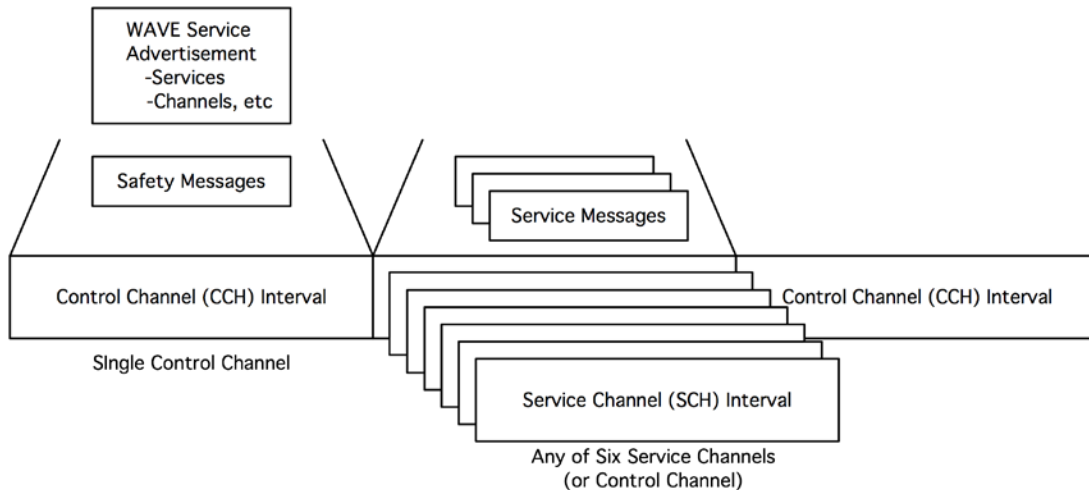 WAVE Service
Advertisement
-Services
-Channels, etc
Safety Messages
Service Messages
Control Channel (CCH) Interval
Control Channel (CCH) Interval
SIngle Control Channel
Service Channel (SCH) Interval
Any of Six Service Channels
(or Control Channel)